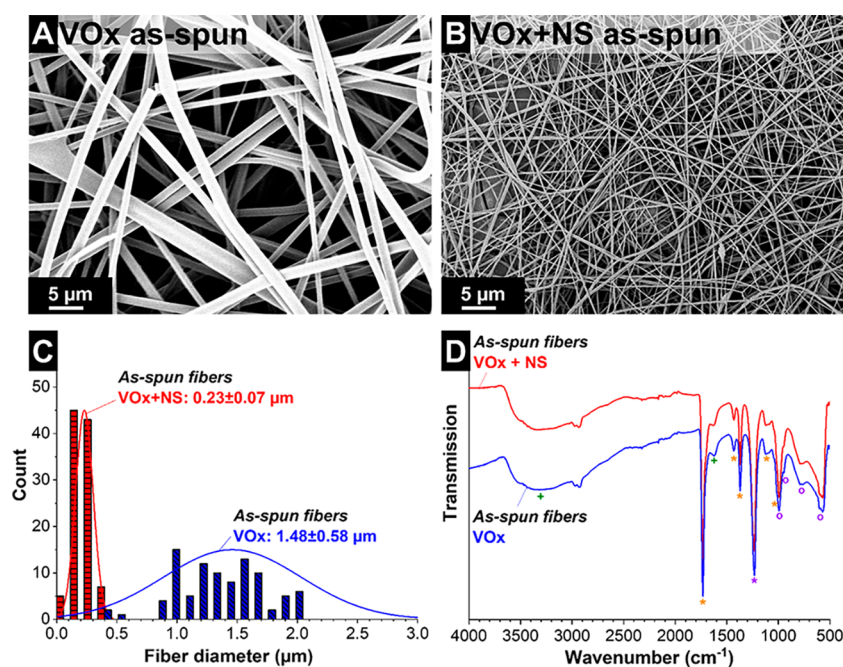 A VOx as-spun
5 µm
B VOx+NS as-spun
5 µm
C
As-spun fibers
VOx+NS: 0.23±0.07 µm
As-spun fibers
VOx: 1.48±0.58 µm
Count
50
40
30
20
10
0
0.0 0.5 1.0 1.5 2.0 2.5 3.0
Fiber diameter (µm)
D
As-spun fibers
VOx + NS
As-spun fibers
VOx
Transmission
+ + * * * * * * o o o o
4000 3500 3000 2500 2000 1500 1000 500
Wavenumber (cm⁻¹)